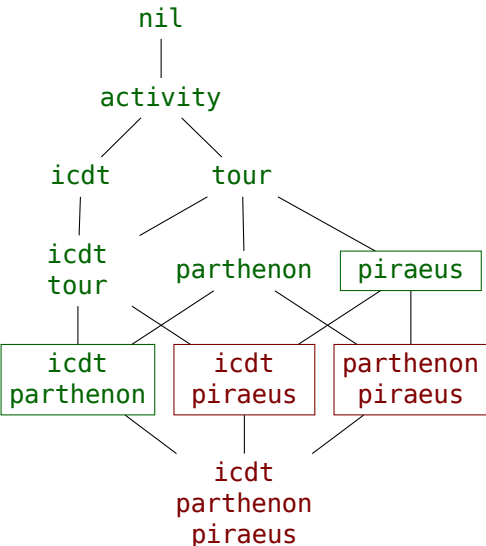 nil
activity
icdt
tour
icdt
tour
parthenon
piraeus
icdt
parthenon
icdt
piraeus
parthenon
piraeus
icdt
parthenon
piraeus